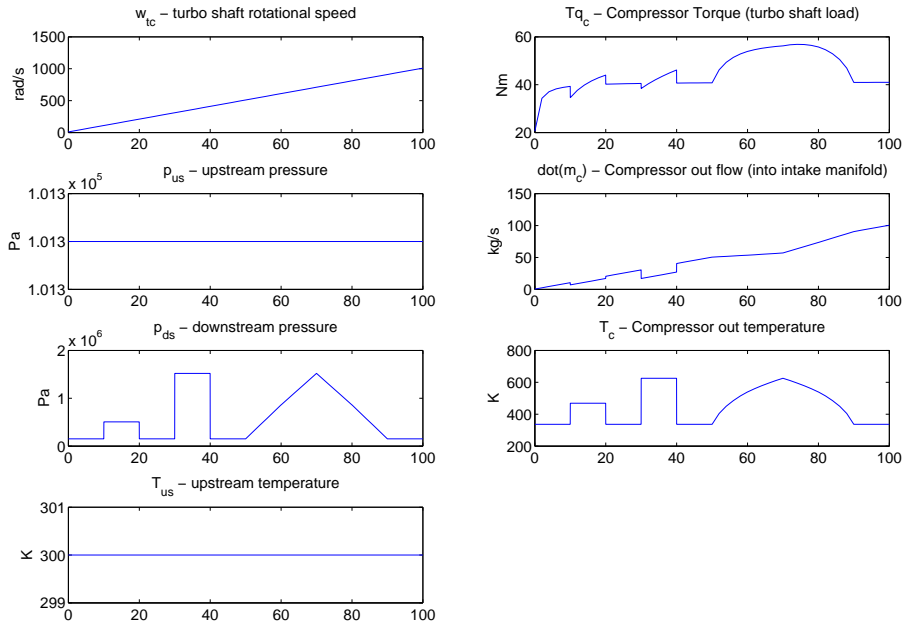 w_tc – turbo shaft rotational speed
1500
1000
500
0
rad/s
0 20 40 60 80 100
Tq_c – Compressor Torque (turbo shaft load)
60
40
20
Nm
0 20 40 60 80 100
p_us – upstream pressure
x 10^5
1.013
1.013
1.013
Pa
0 20 40 60 80 100
dot(m_c) – Compressor out flow (into intake manifold)
150
100
50
0
kg/s
0 20 40 60 80 100
p_ds – downstream pressure
x 10^6
2
1
0
Pa
0 20 40 60 80 100
T_c – Compressor out temperature
800
600
400
200
K
0 20 40 60 80 100
T_us – upstream temperature
301
300
299
K
0 20 40 60 80 100